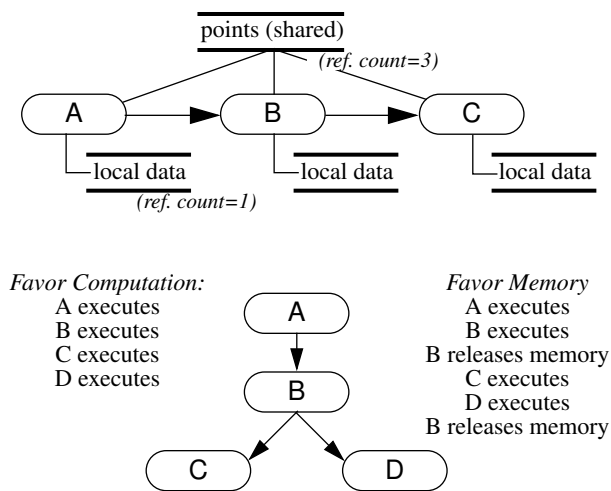 points (shared)
(ref. count=3)
A
B
C
local data
local data
local data
(ref. count=1)
Favor Computation:
A executes
B executes
C executes
D executes
A
B
C
D
Favor Memory
A executes
B executes
B releases memory
C executes
D executes
B releases memory